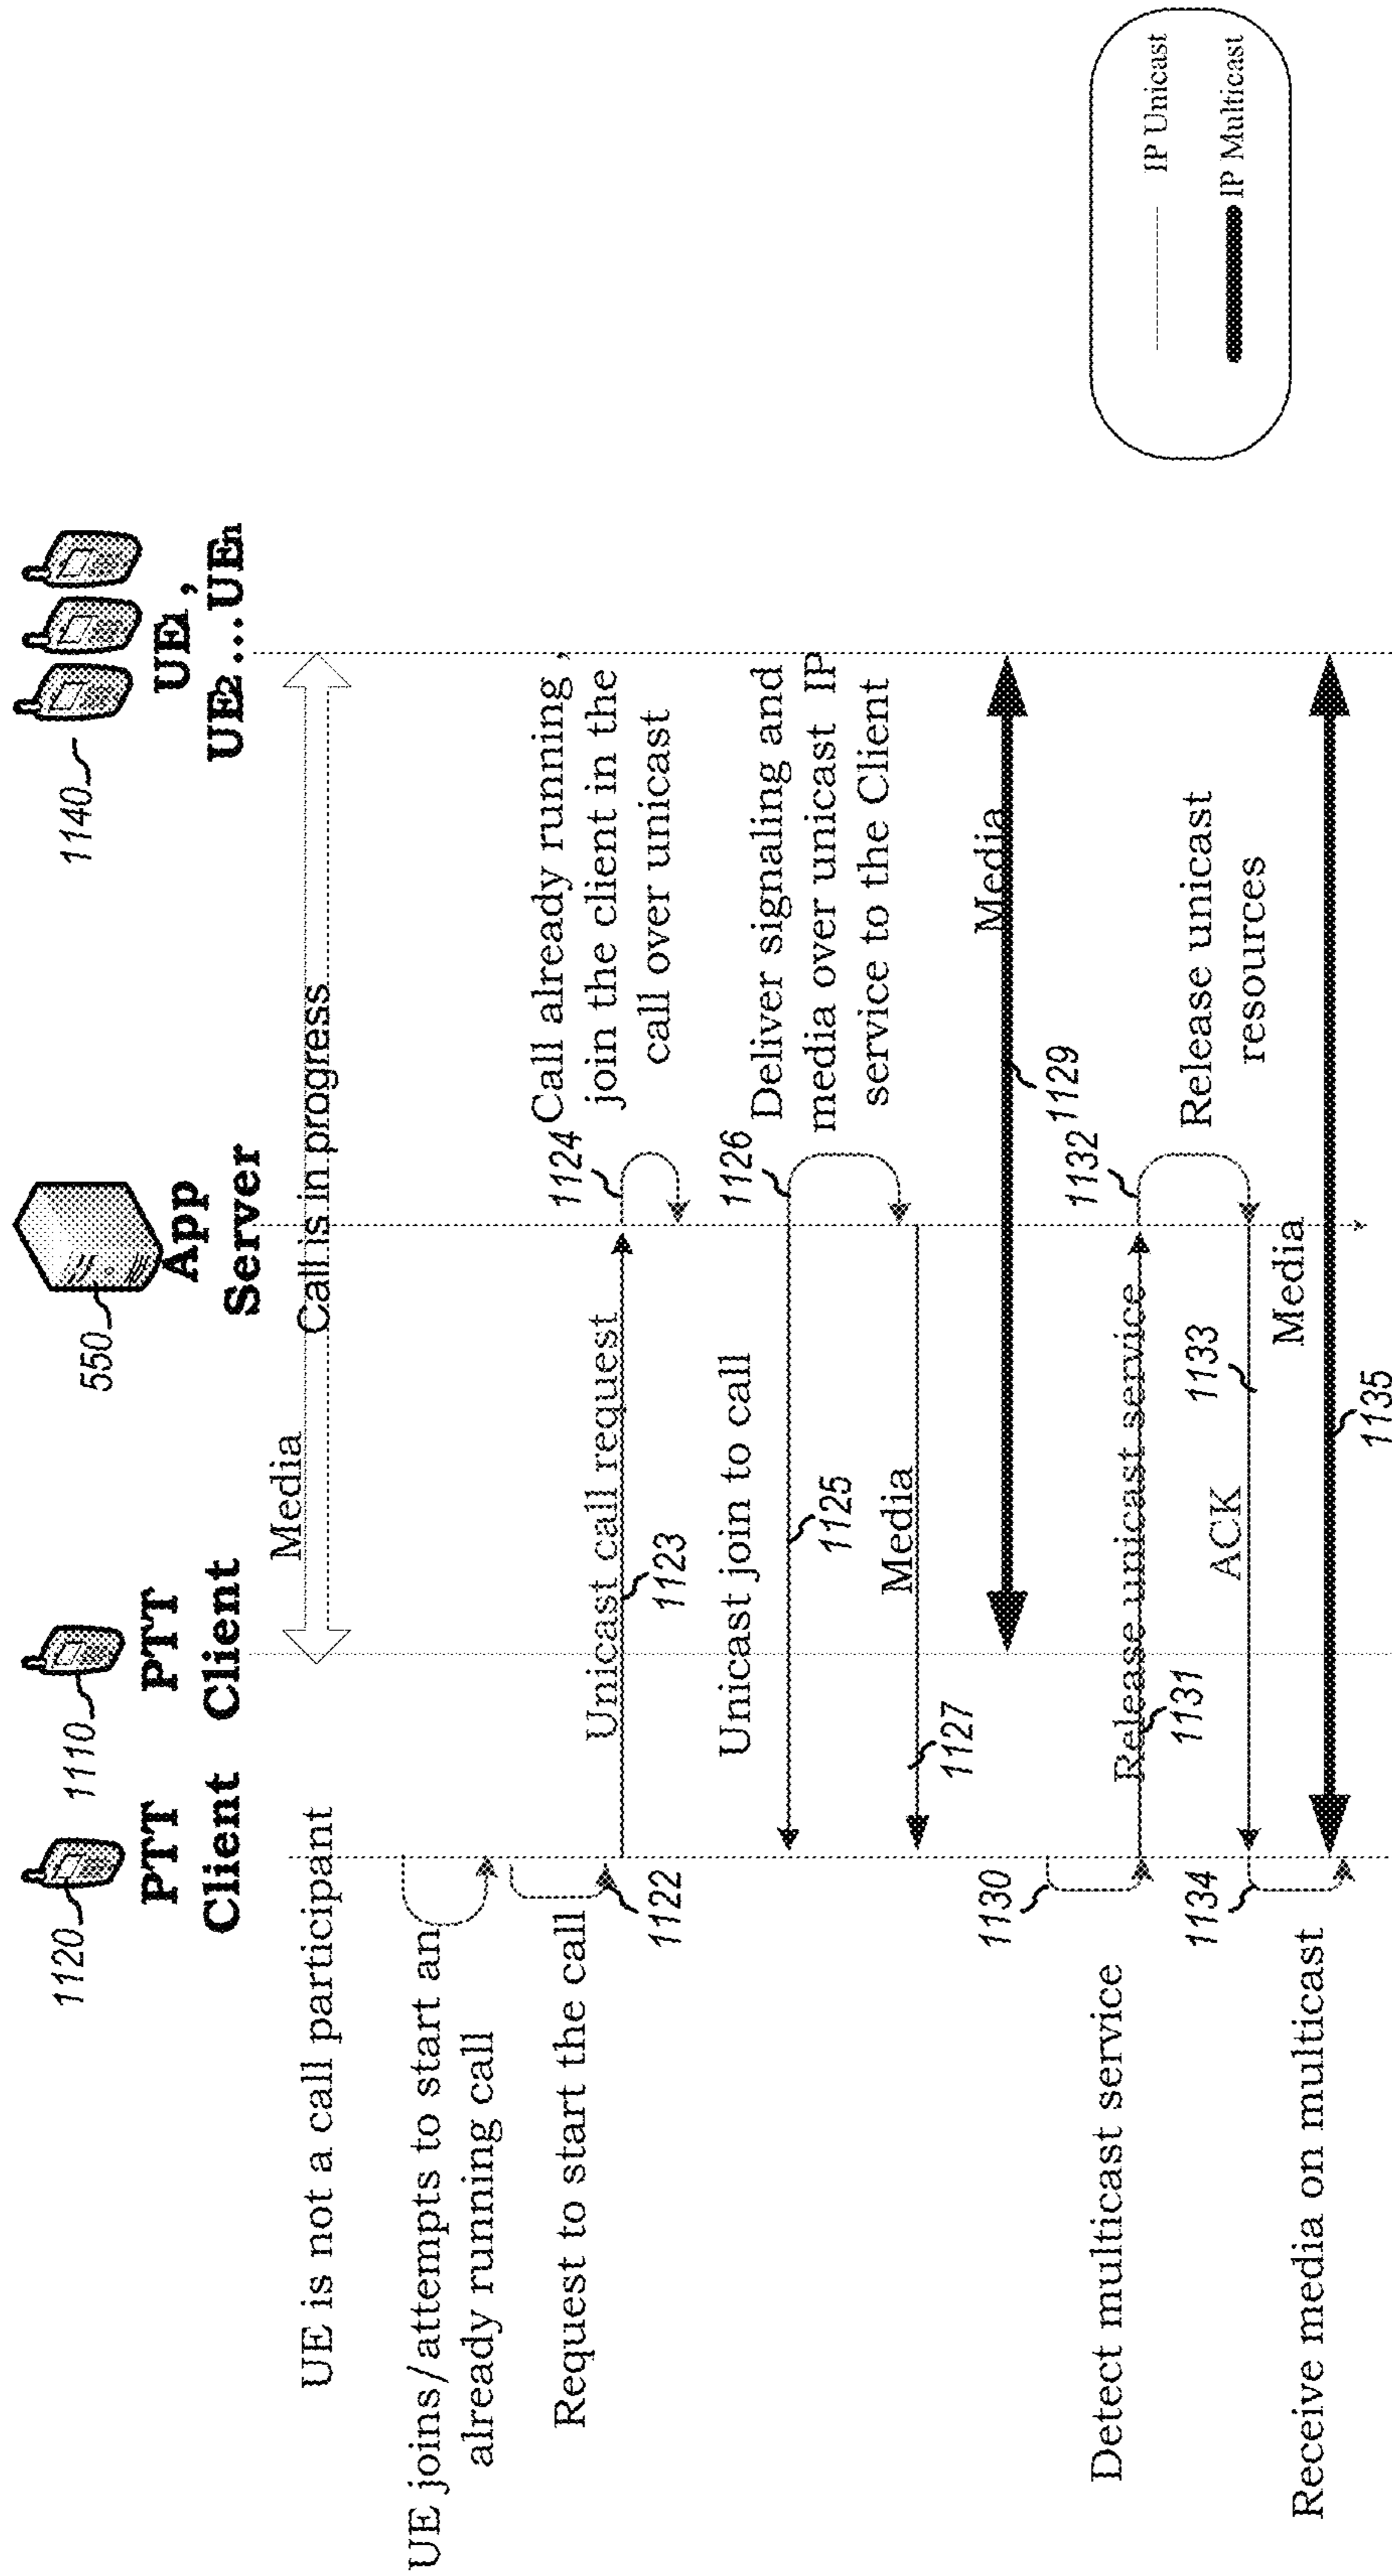 1120
PTT
Client
1110
PTT
Client
550
App
Server
1140
UE1,
UE2...UEn
UE is not a call participant
Media
Call is in progress
UE joins/attempts to start an
already running call
Request to start the call
1122
Unicast call request
1123
1124
Call already running,
join the client in the
call over unicast
Unicast join to call
1125
1126
Deliver signaling and
media over unicast IP
service to the Client
Media
1127
Media
1129
Detect multicast service
1130
Release unicast service
1131
1132
Release unicast
resources
ACK
1133
1134
Receive media on multicast
Media
1135
IP Unicast
IP Multicast